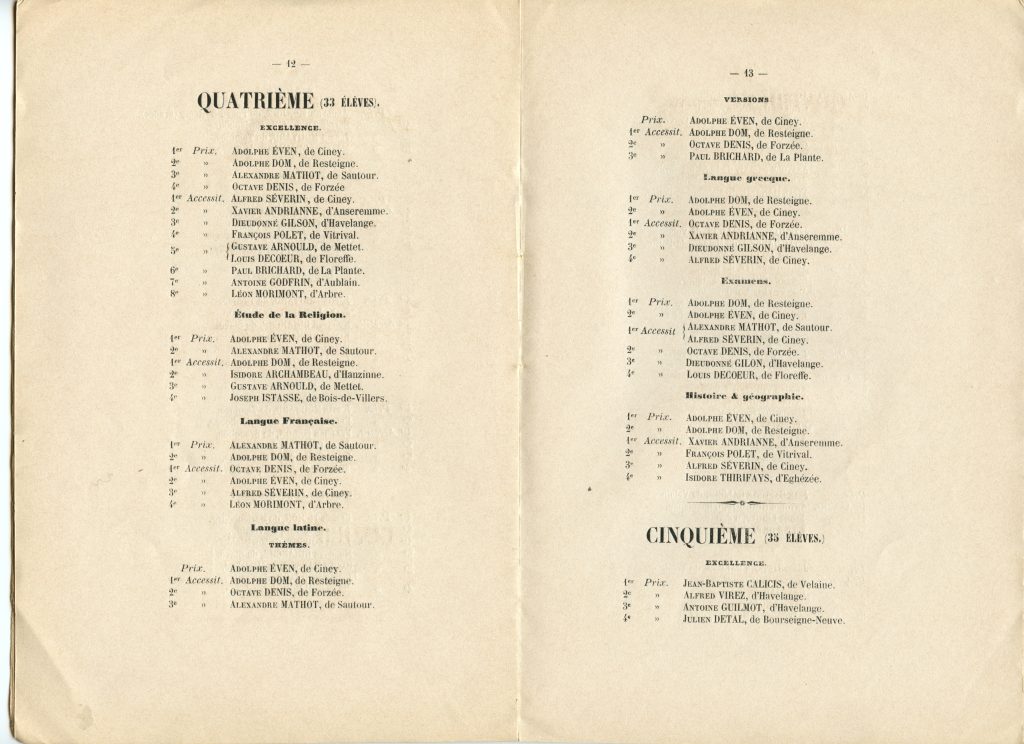 — 12 —
QUATRIÈME (33 ÉLÈVES).
EXCELLENCE.
1er Prix. ADOLPHE ÉVEN, de Ciney.
2e » ADOLPHE DOM, de Resteigne.
3e » ALEXANDRE MATHOT, de Sautour.
4e » OCTAVE DENIS, de Forzée
1er Accessit. ALFRED SÉVERIN, de Ciney.
2e » XAVIER ANDRIANNE, d'Anseremme.
3e » DIEUDONNÉ GILSON, d'Havelange.
4e » FRANÇOIS POLET, de Vitrival.
5e » { GUSTAVE ARNOULD, de Mettet.
LOUIS DECOEUR, de Floreffe.
6e » PAUL BRICHARD, de La Plante.
7e » ANTOINE GODFRIN, d'Aublain.
8e » LÉON MORIMONT, d'Arbre.
Étude de la Religion.
1er Prix. ADOLPHE ÉVEN, de Ciney.
2e » ALEXANDRE MATHOT, de Sautour.
1er Accessit. ADOLPHE DOM, de Resteigne.
2e » ISIDORE ARCHAMBEAU, d'Hanzinne.
3e » GUSTAVE ARNOULD, de Mettet.
4e » JOSEPH ISTASSE, de Bois-de-Villers.
Langue Française.
1er Prix. ALEXANDRE MATHOT, de Sautour.
2e » ADOLPHE DOM, de Resteigne.
1er Accessit. OCTAVE DENIS, de Forzée.
2e » ADOLPHE ÉVEN, de Ciney.
3e » ALFRED SÉVERIN, de Ciney.
4e » LÉON MORIMONT, d'Arbre.
Langue latine.
THÈMES.
Prix. ADOLPHE ÉVEN, de Ciney.
1er Accessit. ADOLPHE DOM, de Resteigne.
2e » OCTAVE DENIS, de Forzée.
3e » ALEXANDRE MATHOT, de Sautour.
— 13 —
VERSIONS
Prix. ADOLPHE ÉVEN, de Ciney.
1er Accessit. ADOLPHE DOM, de Resteigne.
2e » OCTAVE DENIS, de Forzée.
3e » PAUL BRICHARD, de La Plante.
Langue grecque.
1er Prix. ADOLPHE DOM, de Resteigne.
2e » ADOLPHE ÉVEN, de Ciney.
1er Accessit. OCTAVE DENIS, de Forzée.
2e » XAVIER ANDRIANNE, d'Anseremme.
3e » DIEUDONNÉ GILSON, d'Havelange.
4e » ALFRED SÉVERIN, de Ciney.
Examens.
1er Prix. ADOLPHE DOM, de Resteigne.
2e » ADOLPHE ÉVEN, de Ciney.
1er Accessit { ALEXANDRE MATHOT, de Sautour.
ALFRED SÉVERIN, de Ciney.
2e » OCTAVE DENIS, de Forzée.
3e » DIEUDONNÉ GILON, d'Havelange.
4e » LOUIS DECOEUR, de Floreffe.
Histoire & géographie.
1er Prix. ADOLPHE ÉVEN, de Ciney.
2e » ADOLPHE DOM, de Resteigne.
1er Accessit. XAVIER ANDRIANNE, d'Anseremme.
2e » FRANÇOIS POLET, de Vitrival.
3e » ALFRED SÉVERIN, de Ciney.
4e » ISIDORE THIRIFAYS, d'Eghézée.
CINQUIÈME (35 ÉLÈVES.)
EXCELLENCE.
1er Prix. JEAN-BAPTISTE CALICIS, de Velaine.
2e » ALFRED VIREZ, d'Havelange.
3e » ANTOINE GUILMOT, d'Havelange.
4e » JULIEN DETAL, de Bourseigne-Neuve.